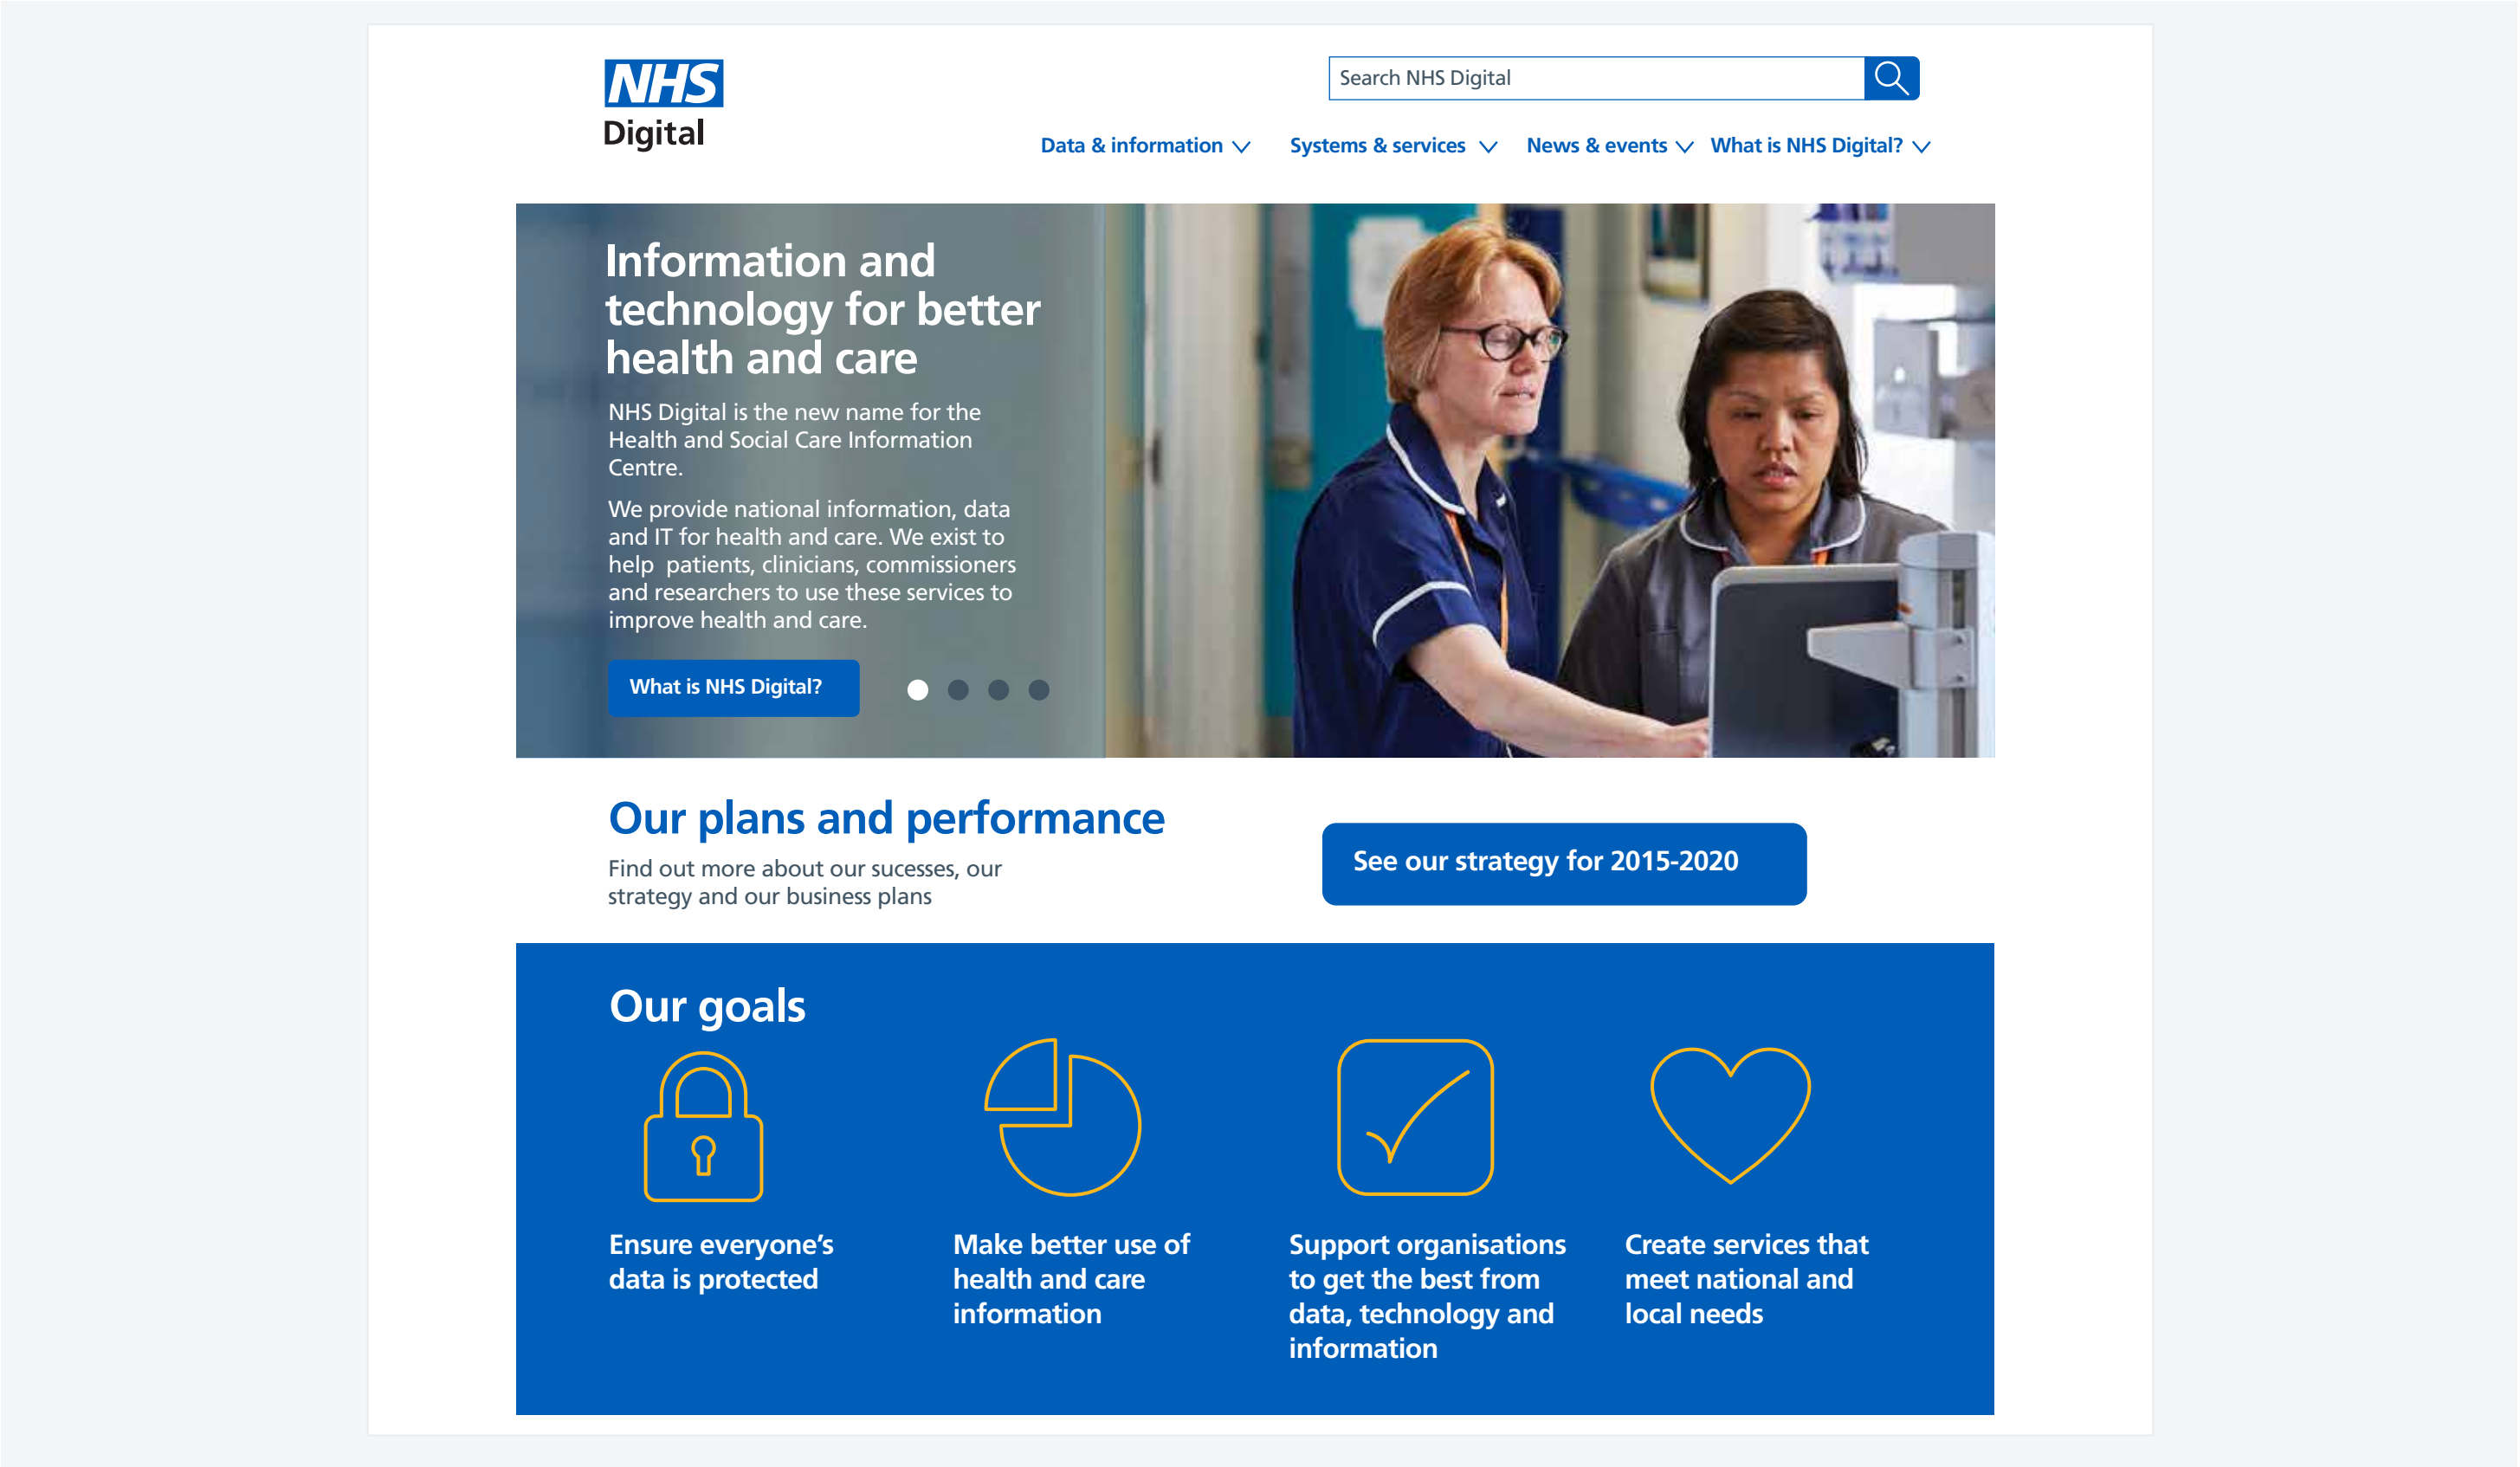 NHS
Digital
Search NHS Digital
Data & information
Systems & services
News & events
What is NHS Digital?
Information and
technology for better
health and care
NHS Digital is the new name for the
Health and Social Care Information
Centre.
We provide national information, data
and IT for health and care. We exist to
help  patients, clinicians, commissioners
and researchers to use these services to
improve health and care.
What is NHS Digital?
Our plans and performance
Find out more about our sucesses, our
strategy and our business plans
See our strategy for 2015-2020
Our goals
Ensure everyone’s
data is protected
Make better use of
health and care
information
Support organisations
to get the best from
data, technology and
information
Create services that
meet national and
local needs